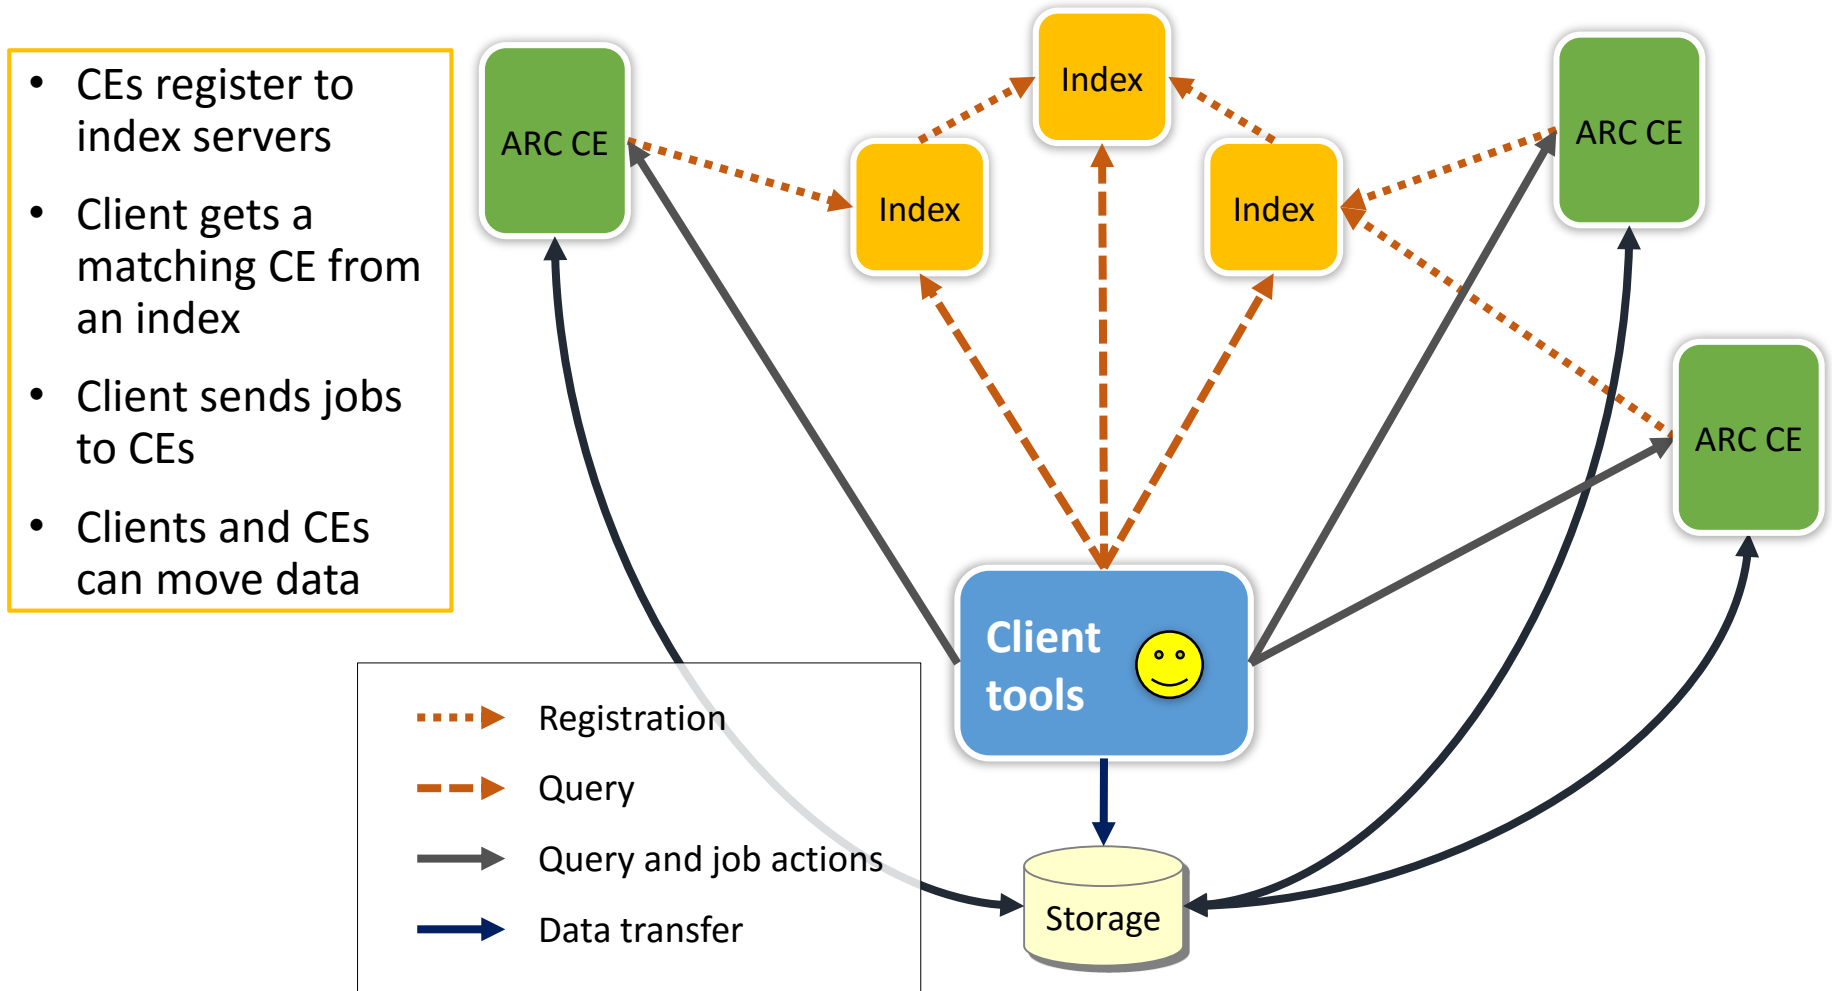 • CEs register to
index servers
• Client gets a
matching CE from
an index
• Client sends jobs
to CEs
• Clients and CEs
can move data
ARC CE
Index
Index
Index
ARC CE
ARC CE
Client
tools
Registration
Query
Query and job actions
Data transfer
Storage